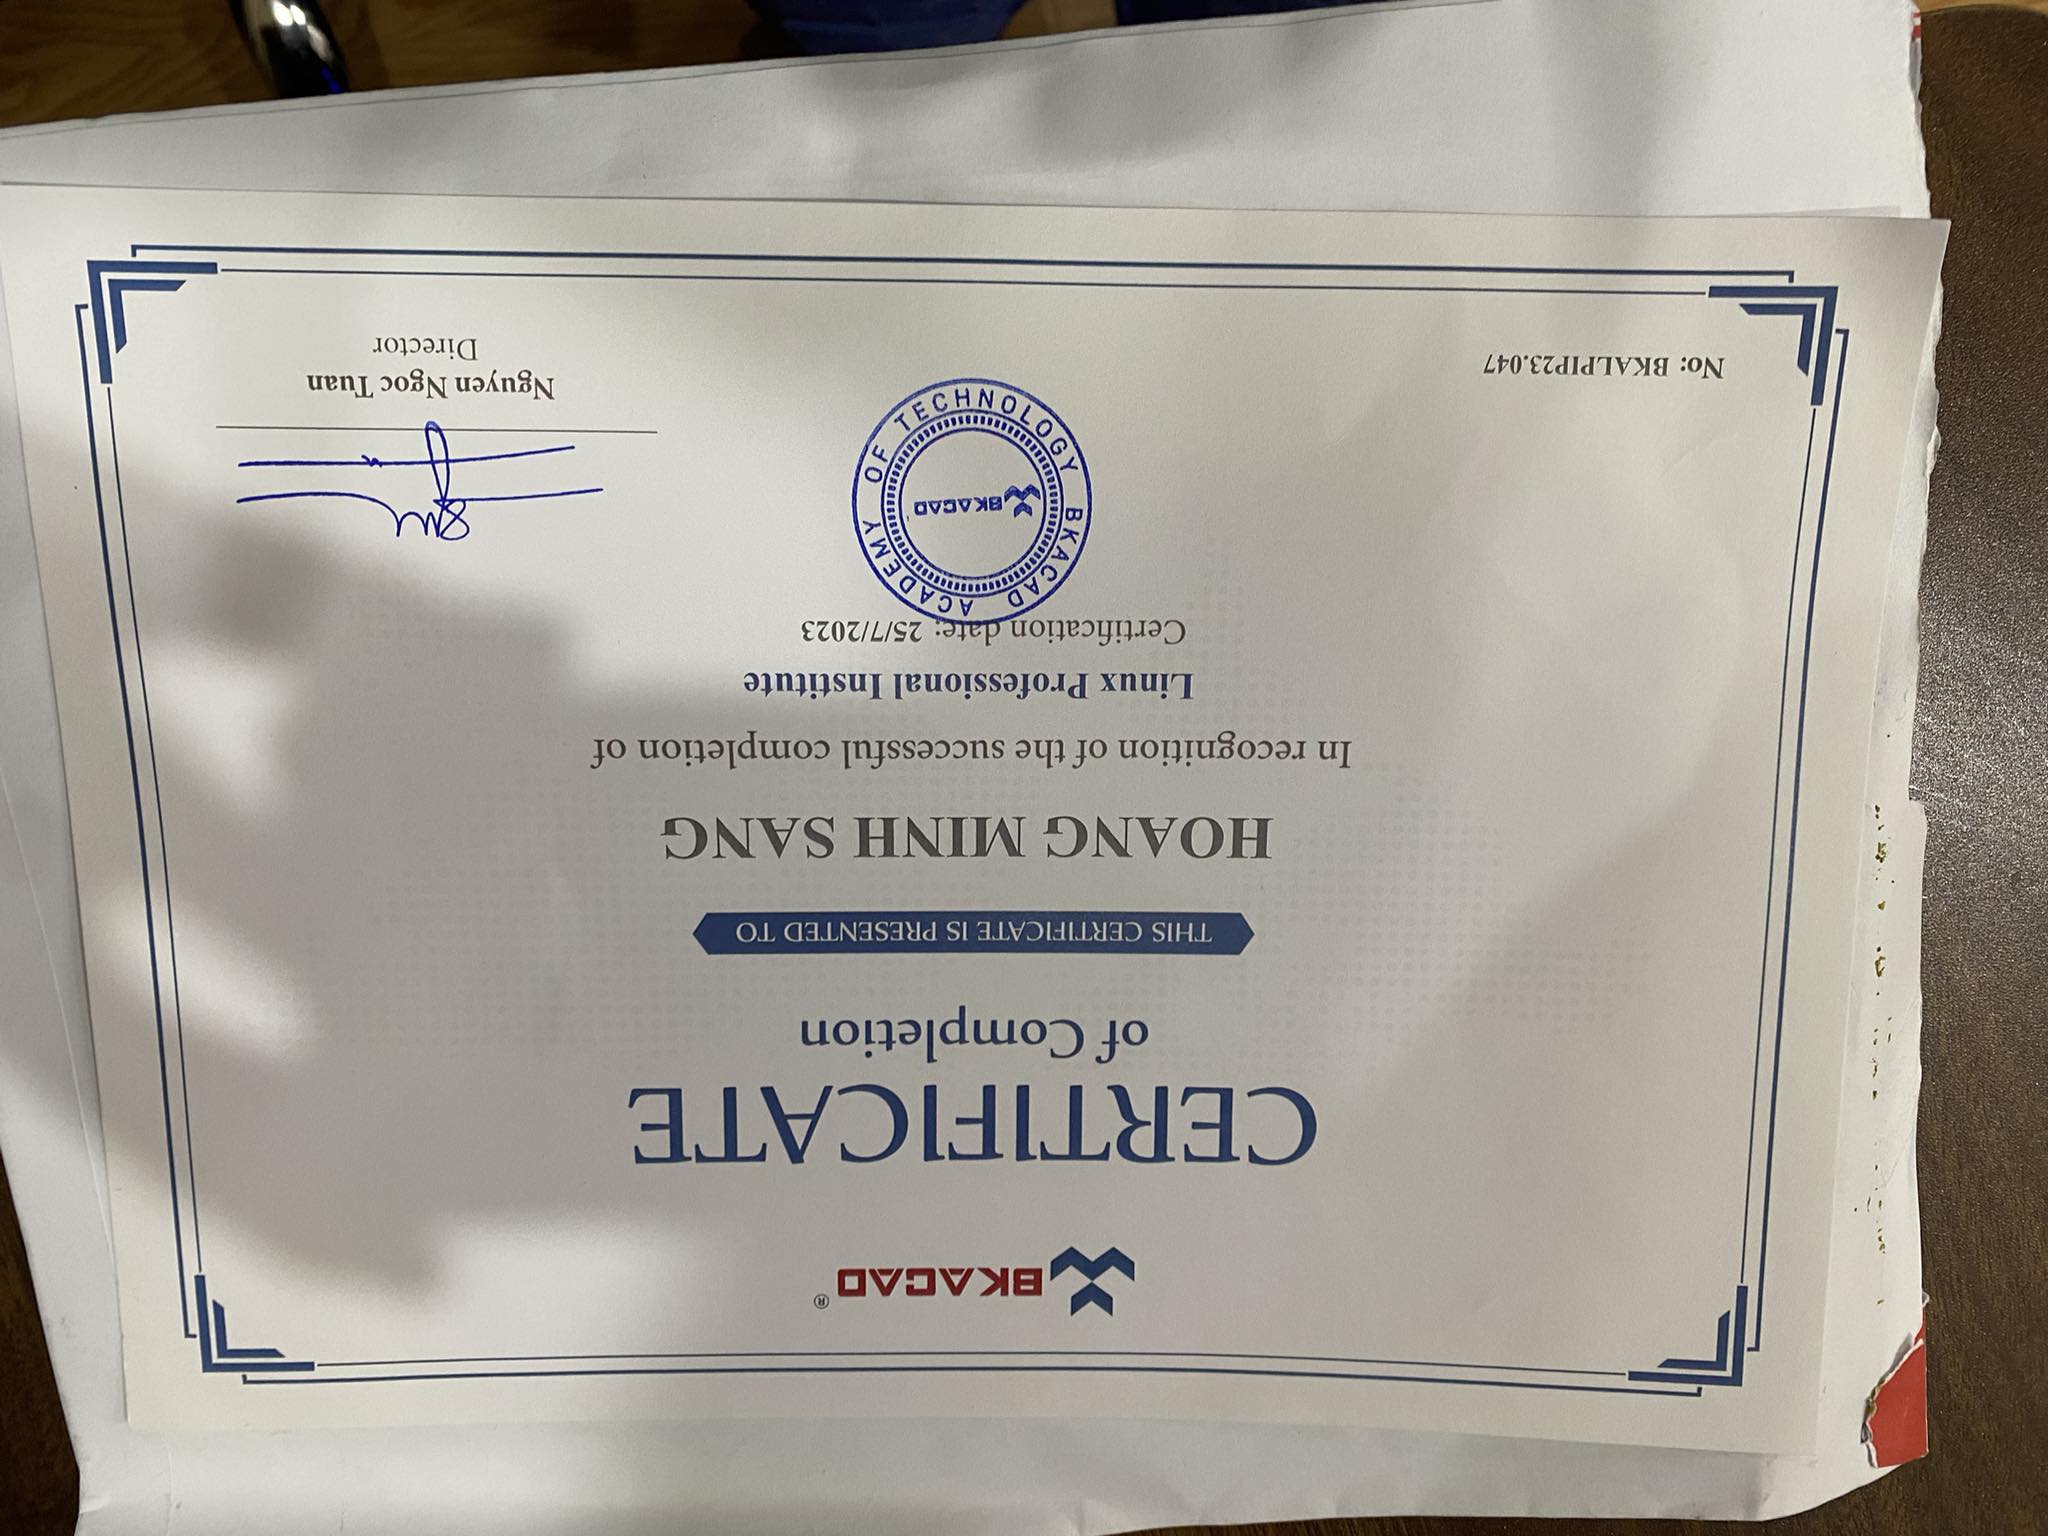 BKACAD®
CERTIFICATE
of Completion
THIS CERTIFICATE IS PRESENTED TO
HOANG MINH SANG
In recognition of the successful completion of
Linux Professional Institute
Certification date: 25/7/2023
BKACAD ACADEMY OF TECHNOLOGY
BKACAD
No: BKALPIP23.047
Nguyen Ngoc Tuan
Director